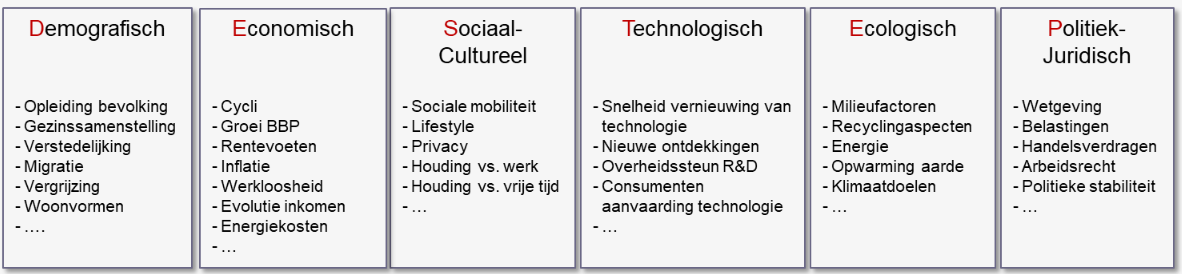 Demografisch
- Opleiding bevolking
- Gezinssamenstelling
- Verstedelijking
- Migratie
- Vergrijzing
- Woonvormen
- ....
Economisch
- Cycli
- Groei BBP
- Rentevoeten
- Inflatie
- Werkloosheid
- Evolutie inkomen
- Energiekosten
- ...
Sociaal-
Cultureel
- Sociale mobiliteit
- Lifestyle
- Privacy
- Houding vs. werk
- Houding vs. vrije tijd
- ...
Technologisch
- Snelheid vernieuwing van
technologie
- Nieuwe ontdekkingen
- Overheidssteun R&D
- Consumenten
aanvaarding technologie
- ...
Ecologisch
- Milieufactoren
- Recyclingaspecten
- Energie
- Opwarming aarde
- Klimaatdoelen
- ...
Politiek-
Juridisch
- Wetgeving
- Belastingen
- Handelsverdragen
- Arbeidsrecht
- Politieke stabiliteit
- ...